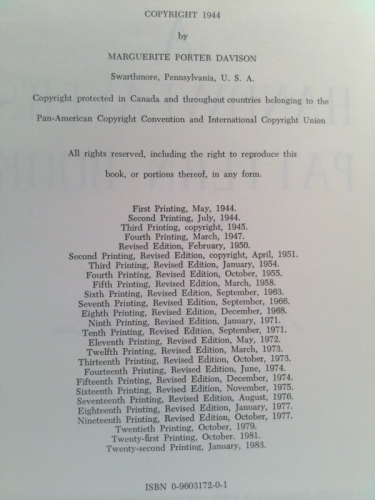 COPYRIGHT 1944
by
MARGUERITE PORTER DAVISON
Swarthmore, Pennsylvania, U. S. A.
Copyright protected in Canada and throughout countries belonging to the
Pan-American Copyright Convention and International Copyright Union
All rights reserved, including the right to reproduce this
book, or portions thereof, in any form.
First Printing, May, 1944.
Second Printing, July, 1944.
Third Printing, copyright, 1945.
Fourth Printing, March, 1947.
Revised Edition, February, 1950.
Second Printing, Revised Edition, copyright, April, 1951.
Third Printing, Revised Edition, January, 1954.
Fourth Printing, Revised Edition, October, 1955.
Fifth Printing, Revised Edition, March, 1958.
Sixth Printing, Revised Edition, September, 1963.
Seventh Printing, Revised Edition, September, 1966.
Eighth Printing, Revised Edition, December, 1968.
Ninth Printing, Revised Edition, January, 1971.
Tenth Printing, Revised Edition, September, 1971.
Eleventh Printing, Revised Edition, May, 1972.
Twelfth Printing, Revised Edition, March, 1973.
Thirteenth Printing, Revised Edition, October, 1973.
Fourteenth Printing, Revised Edition, June, 1974.
Fifteenth Printing, Revised Edition, December, 1974.
Sixteenth Printing, Revised Edition, November, 1975.
Seventeenth Printing, Revised Edition, August, 1976.
Eighteenth Printing, Revised Edition, January, 1977.
Nineteenth Printing, Revised Edition, October, 1977.
Twentieth Printing, October, 1979.
Twenty-first Printing, October. 1981.
Twenty-second Printing, January, 1983.
ISBN 0-9603172-0-1